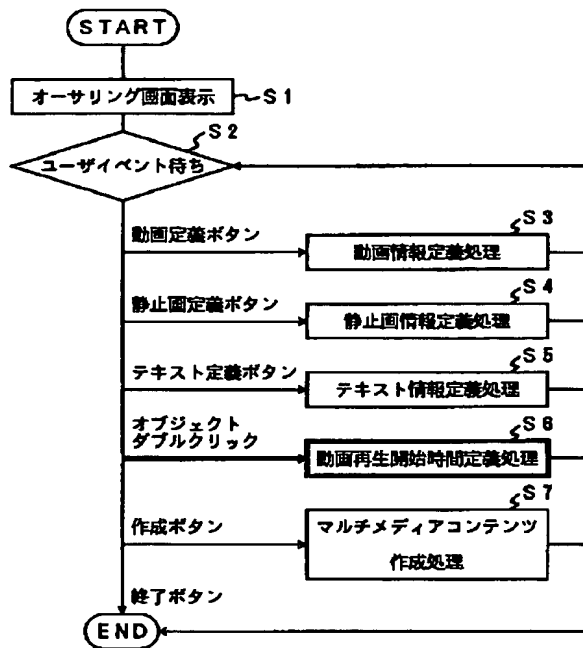 START
オーサリング画面表示
S1
S2
ユーザイベント待ち
動画定義ボタン
S3
動画情報定義処理
静止画定義ボタン
S4
静止画情報定義処理
テキスト定義ボタン
S5
テキスト情報定義処理
オブジェクト
ダブルクリック
S6
動画再生開始時間定義処理
作成ボタン
S7
マルチメディアコンテンツ
作成処理
終了ボタン
END